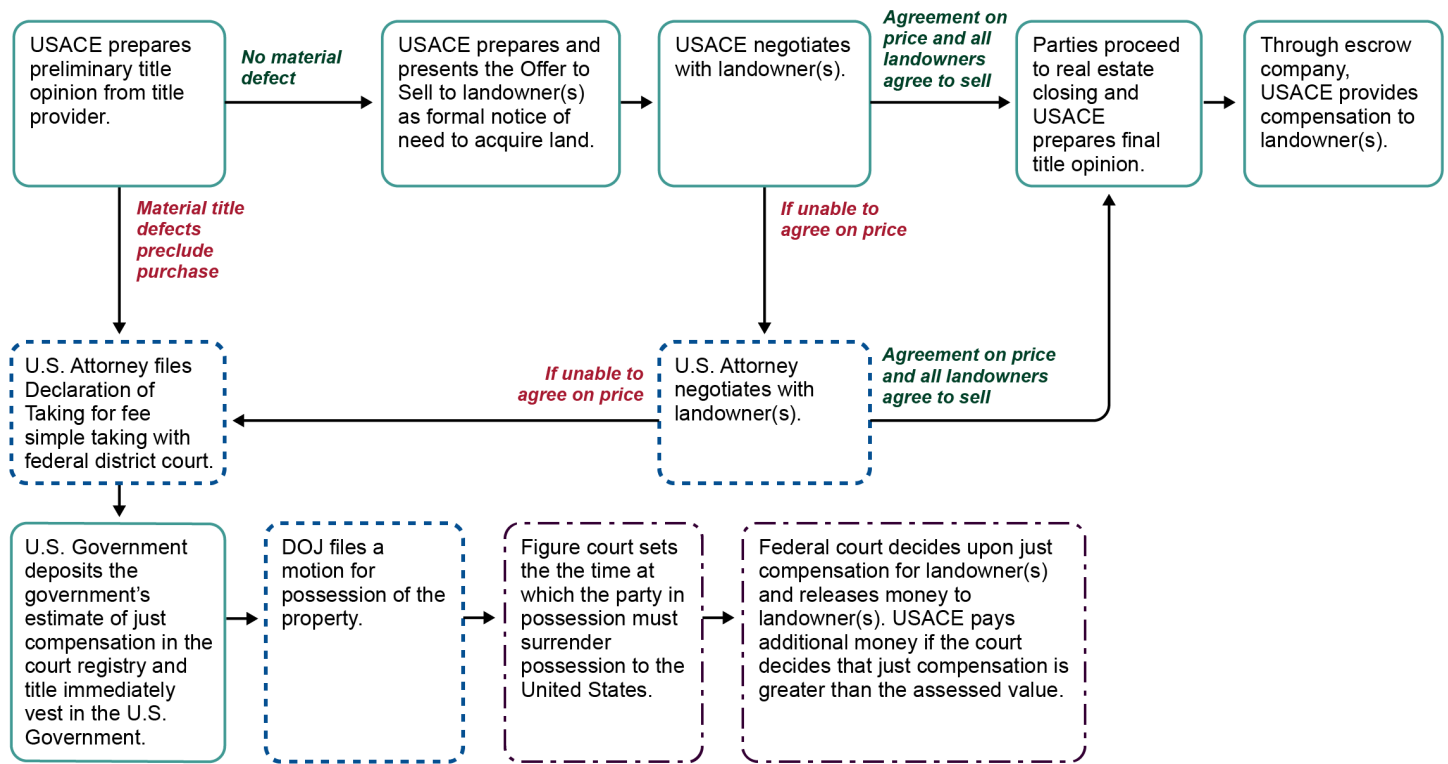 USACE prepares
preliminary title
opinion from title
provider.
No material
defect
USACE prepares and
presents the Offer to
Sell to landowner(s)
as formal notice of
need to acquire land.
USACE negotiates
with landowner(s).
Agreement on
price and all
landowners
agree to sell
Parties proceed
to real estate
closing and
USACE
prepares final
title opinion.
Through escrow
company,
USACE provides
compensation to
landowner(s).
Material title
defects
preclude
purchase
If unable to
agree on price
U.S. Attorney files
Declaration of
Taking for fee
simple taking with
federal district court.
If unable to
agree on price
U.S. Attorney
negotiates with
landowner(s).
Agreement on price
and all landowners
agree to sell
U.S. Government
deposits the
government’s
estimate of just
compensation in the
court registry and
title immediately
vest in the U.S.
Government.
DOJ files a
motion for
possession of the
property.
Figure court sets
the the time at
which the party in
possession must
surrender
possession to the
United States.
Federal court decides upon just
compensation for landowner(s)
and releases money to
landowner(s). USACE pays
additional money if the court
decides that just compensation is
greater than the assessed value.